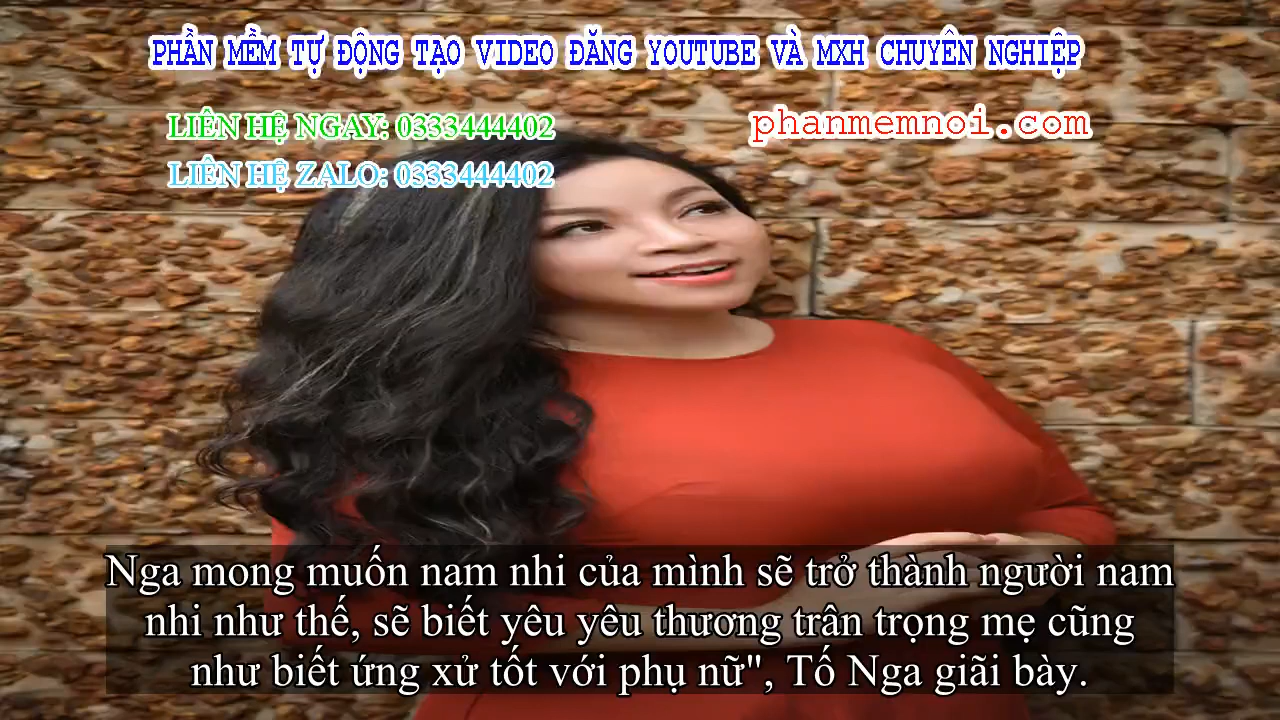 PHẦN MỀM TỰ ĐỘNG TẠO VIDEO ĐĂNG YOUTUBE VÀ MXH CHUYÊN NGHIỆP
LIÊN HỆ NGAY: 0333444402
phanmemnoi.com
LIÊN HỆ ZALO: 0333444402
Nga mong muốn nam nhi của mình sẽ trở thành người nam
nhi như thế, sẽ biết yêu yêu thương trân trọng mẹ cũng
như biết ứng xử tốt với phụ nữ", Tố Nga giãi bày.